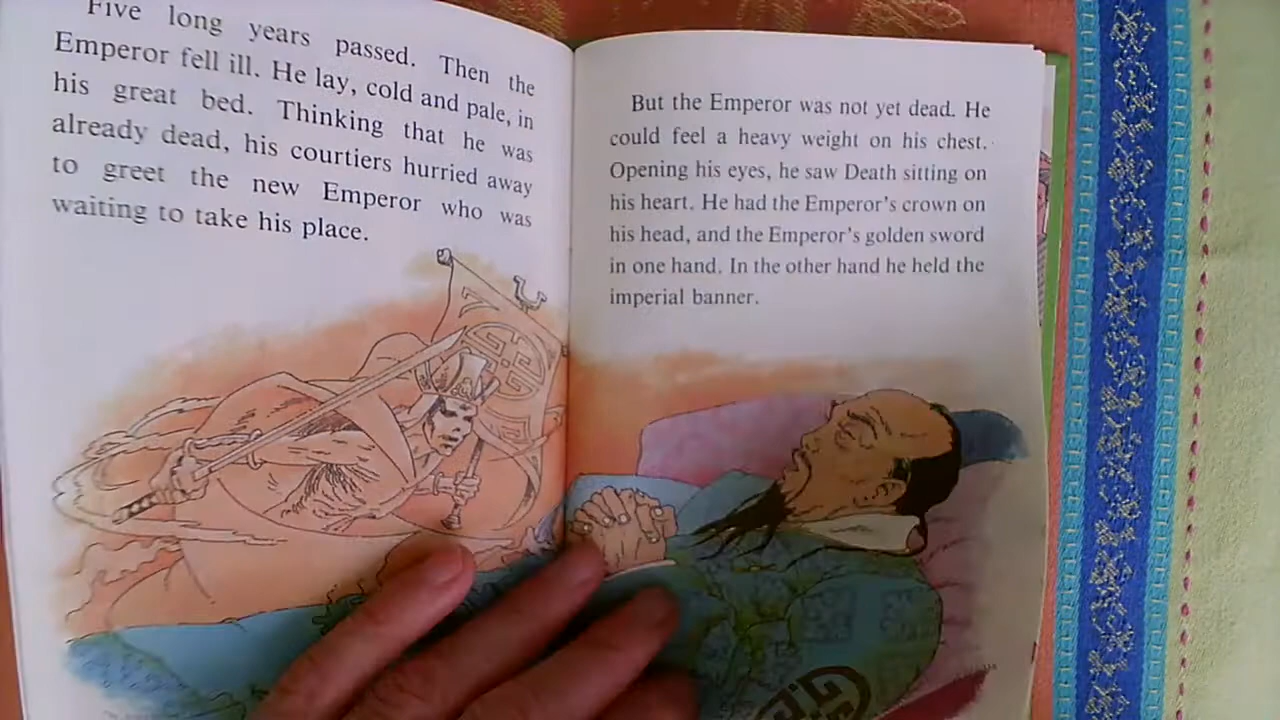 Five long years passed. Then the
Emperor fell ill. He lay, cold and pale, in
his great bed. Thinking that he was
already dead, his courtiers hurried away
to greet the new Emperor who was
waiting to take his place.
But the Emperor was not yet dead. He
could feel a heavy weight on his chest.
Opening his eyes, he saw Death sitting on
his heart. He had the Emperor's crown on
his head, and the Emperor's golden sword
in one hand. In the other hand he held the
imperial banner.